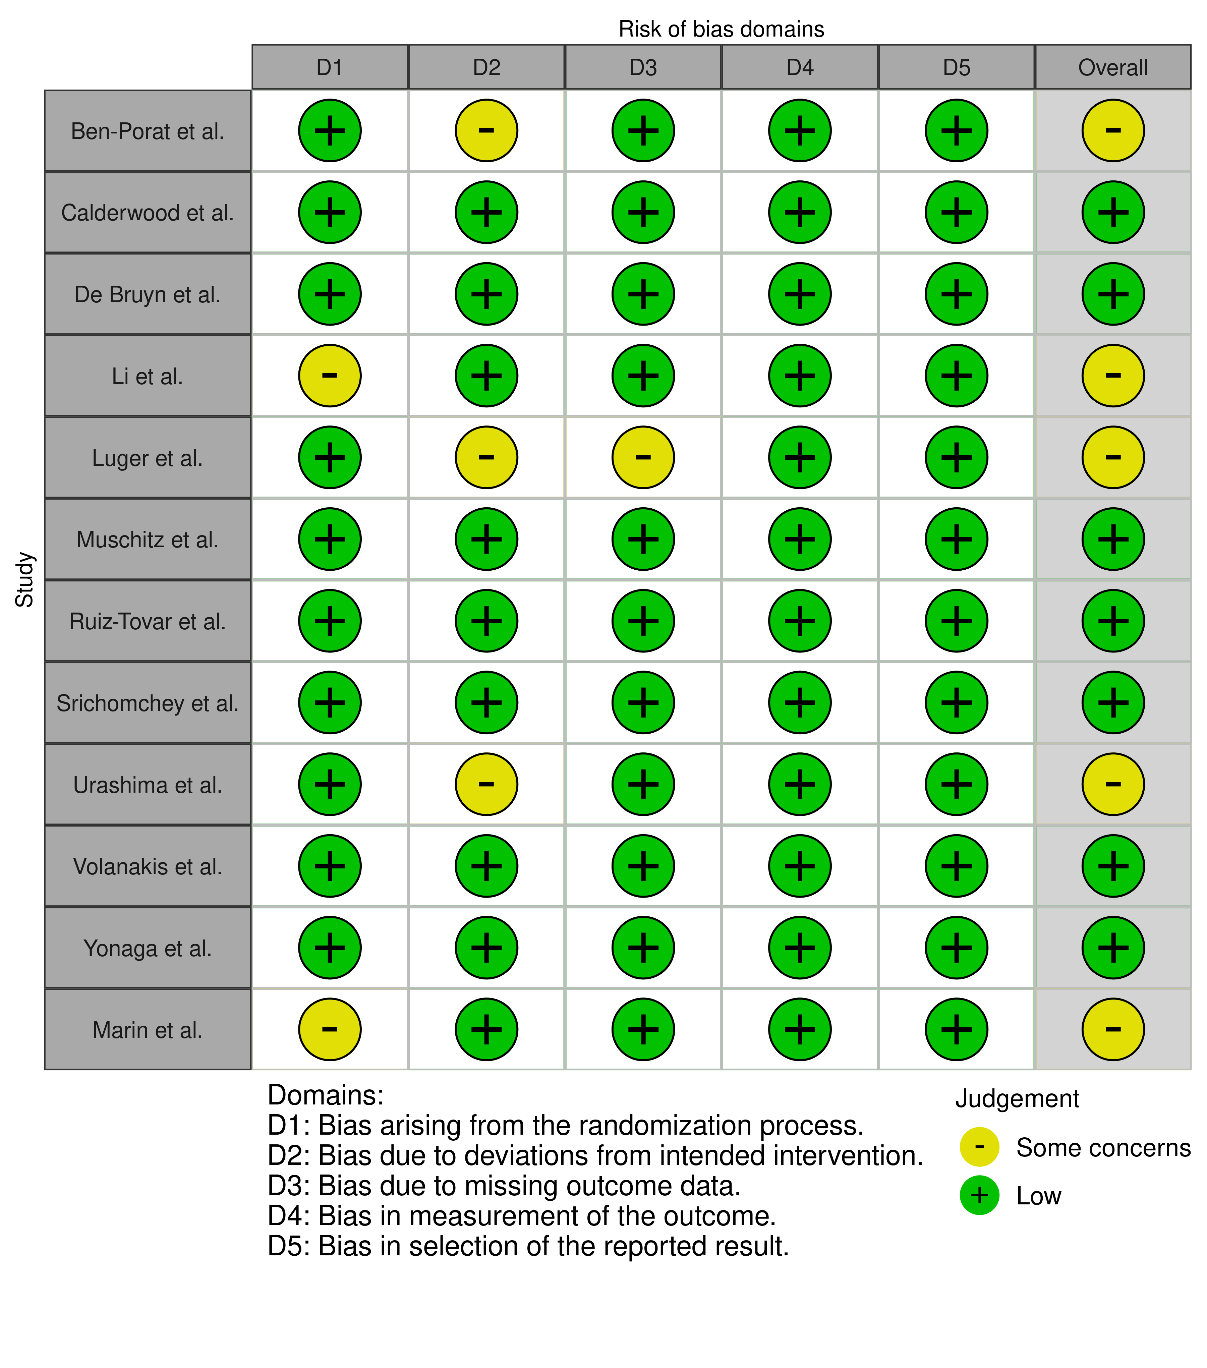 Risk of bias domains
D1 D2 D3 D4 D5 Overall
Ben-Porat et al. + - + + + -
Calderwood et al. + + + + + +
De Bruyn et al. + + + + + +
Li et al. - + + + + -
Luger et al. + - - + + -
Muschitz et al. + + + + + +
Ruiz-Tovar et al. + + + + + +
Srichomchey et al. + + + + + +
Urashima et al. + - + + + -
Volanakis et al. + + + + + +
Yonaga et al. + + + + + +
Marin et al. - + + + + -
Study
Domains:
D1: Bias arising from the randomization process.
D2: Bias due to deviations from intended intervention.
D3: Bias due to missing outcome data.
D4: Bias in measurement of the outcome.
D5: Bias in selection of the reported result.
Judgement
- Some concerns
+ Low